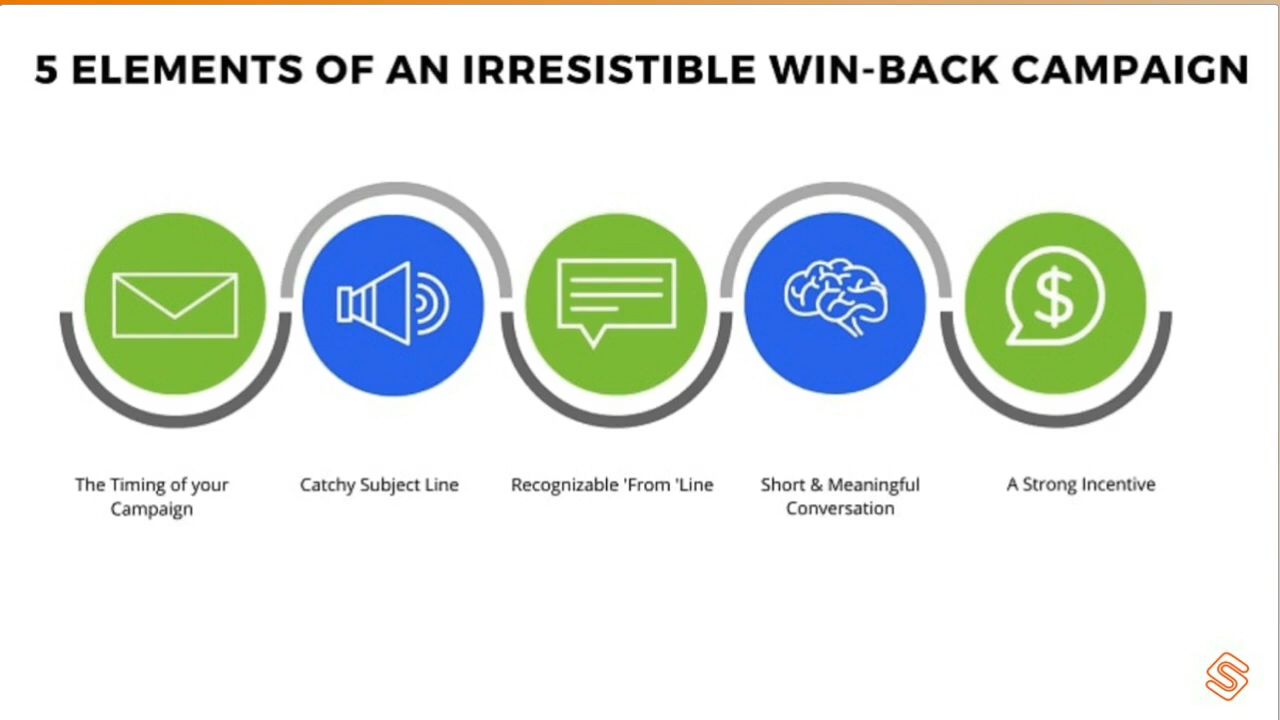 5 ELEMENTS OF AN IRRESISTIBLE WIN-BACK CAMPAIGN
The Timing of your
Campaign
Catchy Subject Line
Recognizable 'From 'Line
Short & Meaningful
Conversation
A Strong Incentive